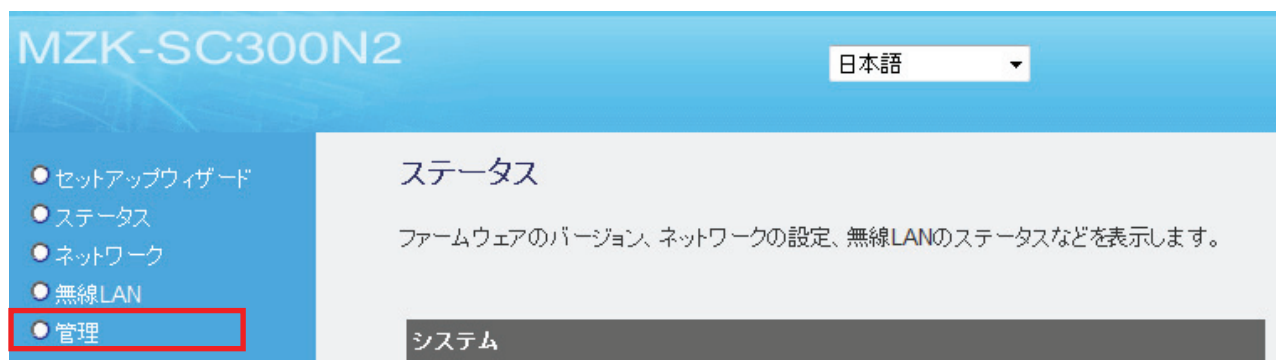 MZK-SC300N2
日本語
セットアップウィザード
ステータス
ネットワーク
無線LAN
管理
ステータス
ファームウェアのバージョン、ネットワークの設定、無線LANのステータスなどを表示します。
システム